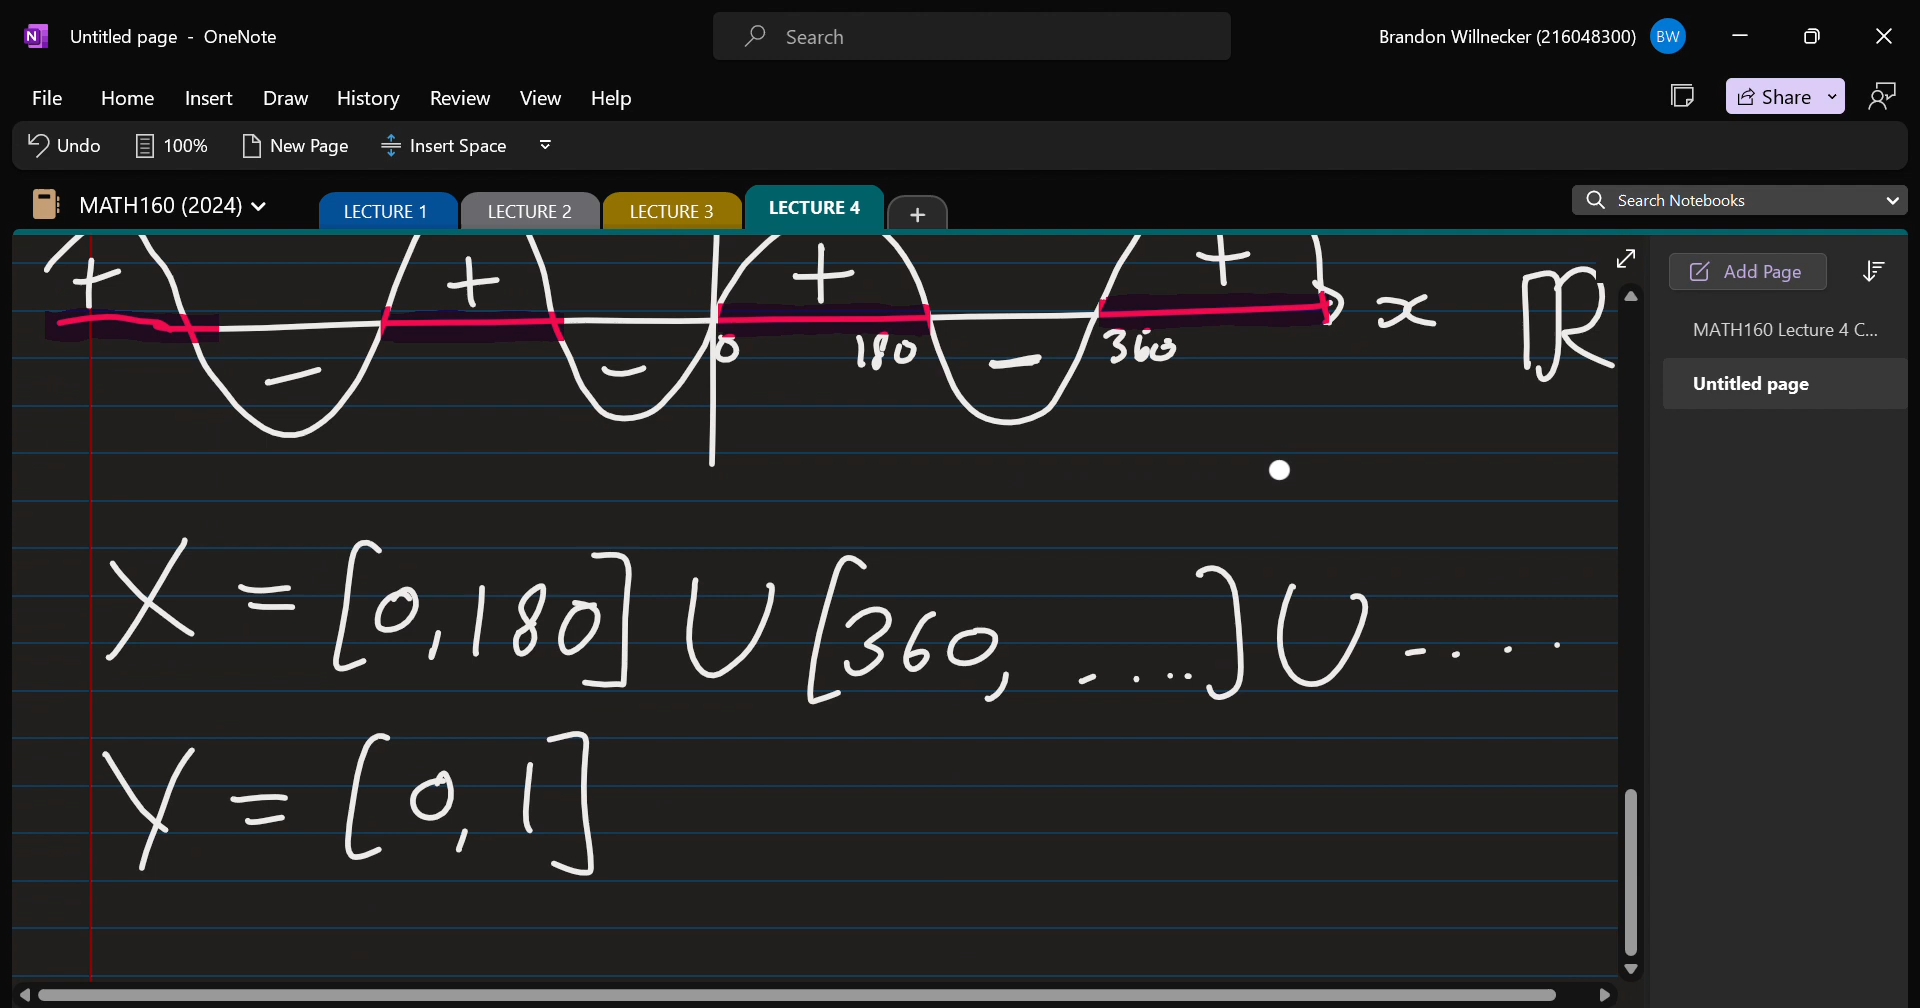 Untitled page - OneNote
Search
Brandon Willnecker (216048300) BW
File Home Insert Draw History Review View Help
Share
Undo 100% New Page Insert Space
MATH160 (2024)
LECTURE 1 LECTURE 2 LECTURE 3 LECTURE 4 +
Search Notebooks
Add Page
MATH160 Lecture 4 C...
Untitled page
+ + + +
x ℝ
0 180 360
− − −
X = [0,180] U [360, .....] U .....
Y = [0, 1]